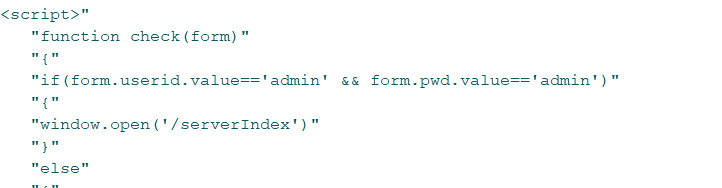 <script>"
"function check(form)"
"{"
"if(form.userid.value=='admin' && form.pwd.value=='admin')"
"{"
"window.open('/serverIndex')"
"}"
"else"